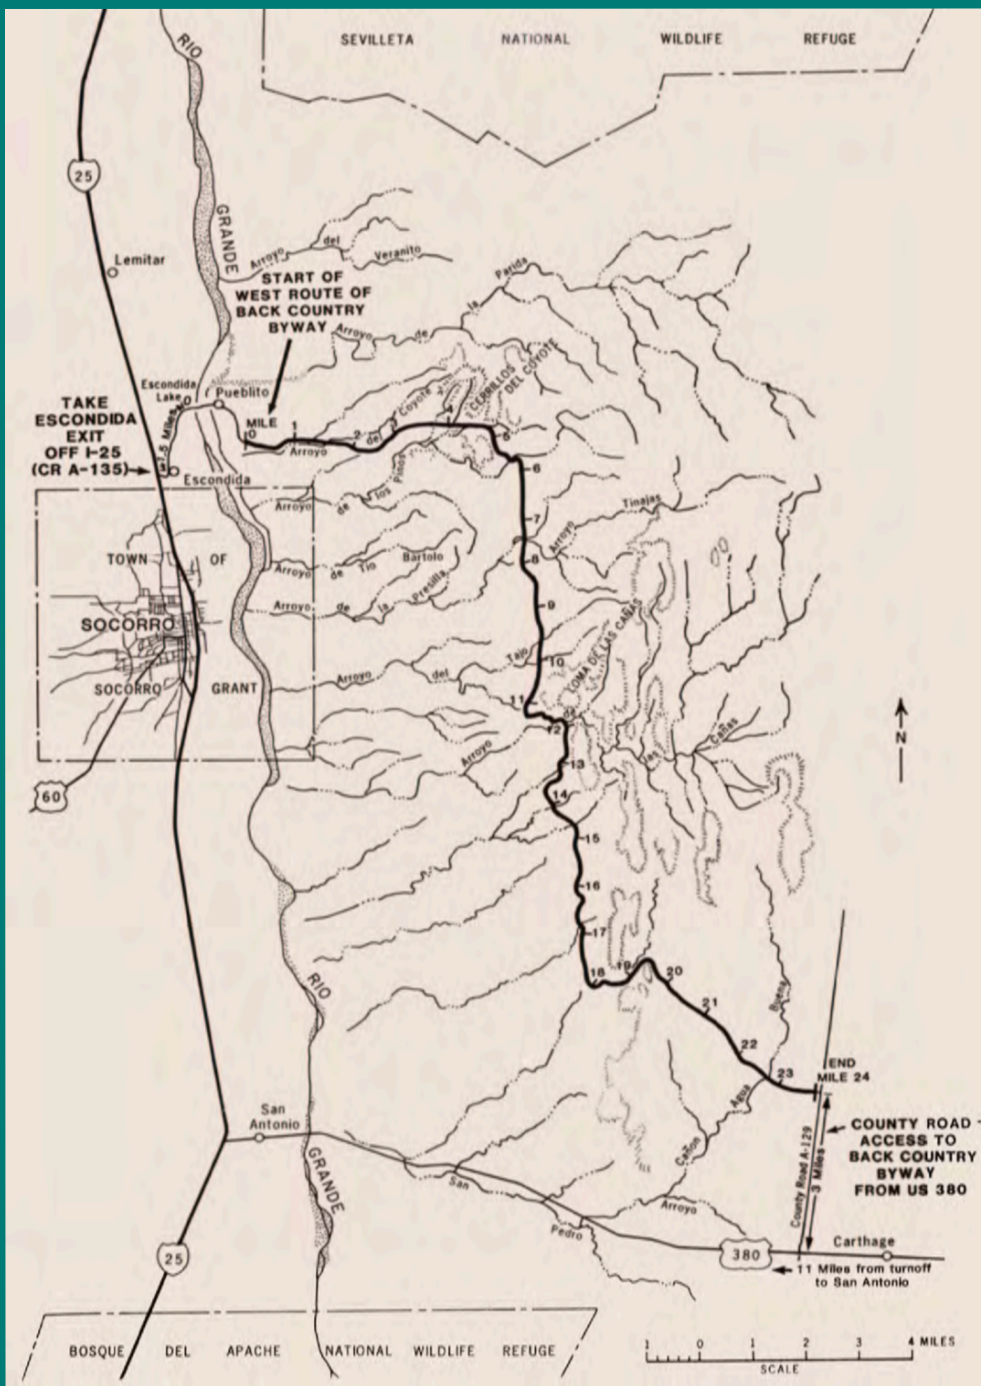 SEVILLETA NATIONAL WILDLIFE REFUGE
RIO
GRANDE
25
Lemitar
Arroyo del Veranito
START OF
WEST ROUTE OF
BACK COUNTRY
BYWAY
Arroyo de la Parida
CERRILLOS
DEL COYOTE
Escondida
Lake
Pueblito
TAKE
ESCONDIDA
EXIT
OFF I-25
(CR A-135)
Escondida
MILE
0
1
2
3
4
5
6
7
8
9
10
11
12
13
14
15
16
17
18
19
20
21
22
23
Arroyo del Coyote
Arroyo de los Pinos
Arroyo Tinajas
Arroyo de Tio Bartolo
Arroyo de la Presilla
TOWN OF
SOCORRO
SOCORRO GRANT
Arroyo del Tajo
LOMA DE LAS CAÑAS
Arroyo de las Cañas
N
60
RIO
GRANDE
Buena
Agua
Cañon
Arroyo
END
MILE 24
COUNTY ROAD
ACCESS TO
BACK COUNTRY
BYWAY
FROM US 380
County Road A-129
3 Miles
San
Antonio
San
Pedro
25
380
Carthage
11 Miles from turnoff
to San Antonio
BOSQUE DEL APACHE NATIONAL WILDLIFE REFUGE
1 0 1 2 3 4 MILES
SCALE